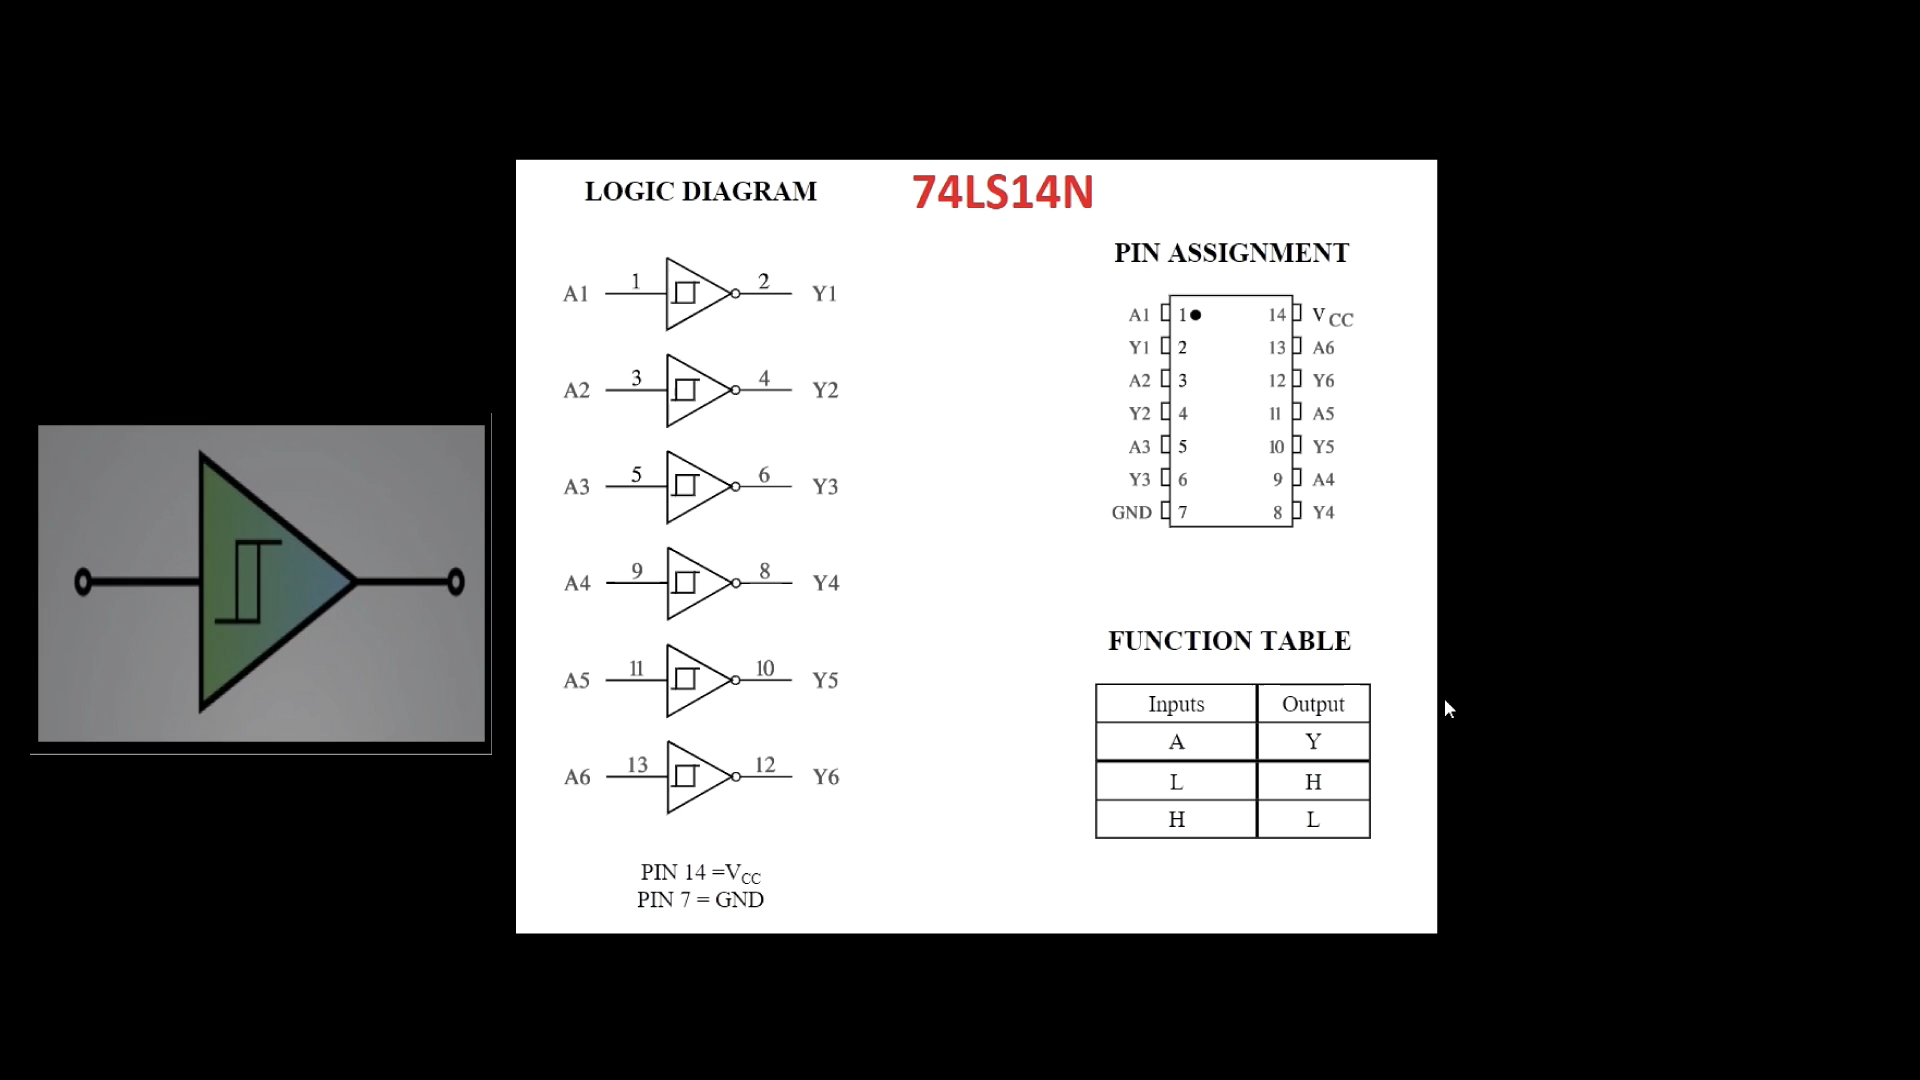 LOGIC DIAGRAM
74LS14N
A1 1 2 Y1
A2 3 4 Y2
A3 5 6 Y3
A4 9 8 Y4
A5 11 10 Y5
A6 13 12 Y6
PIN 14 =VCC
PIN 7 = GND
PIN ASSIGNMENT
A1 1 14 VCC
Y1 2 13 A6
A2 3 12 Y6
Y2 4 11 A5
A3 5 10 Y5
Y3 6 9 A4
GND 7 8 Y4
FUNCTION TABLE
Inputs Output
A Y
L H
H L